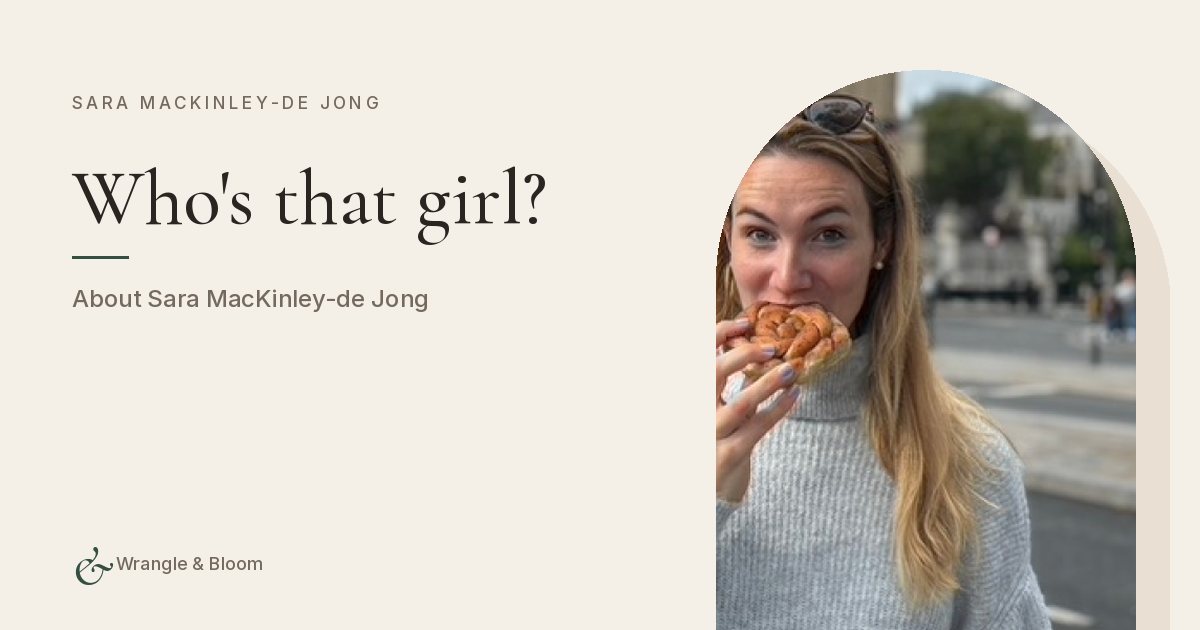 SARA MACKINLEY-DE JONG
Who's that girl?
About Sara MacKinley-de Jong
& Wrangle & Bloom